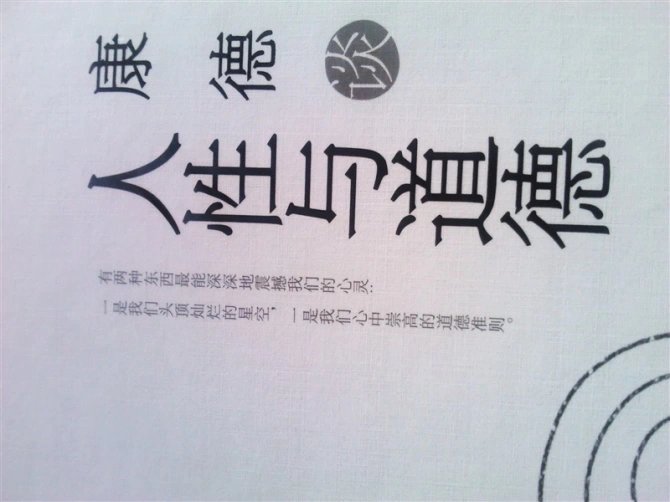 康德谈
人性与道德
有两种东西最能深深地震撼我们的心灵:
一是我们头顶灿烂的星空,一是我们心中崇高的道德准则。